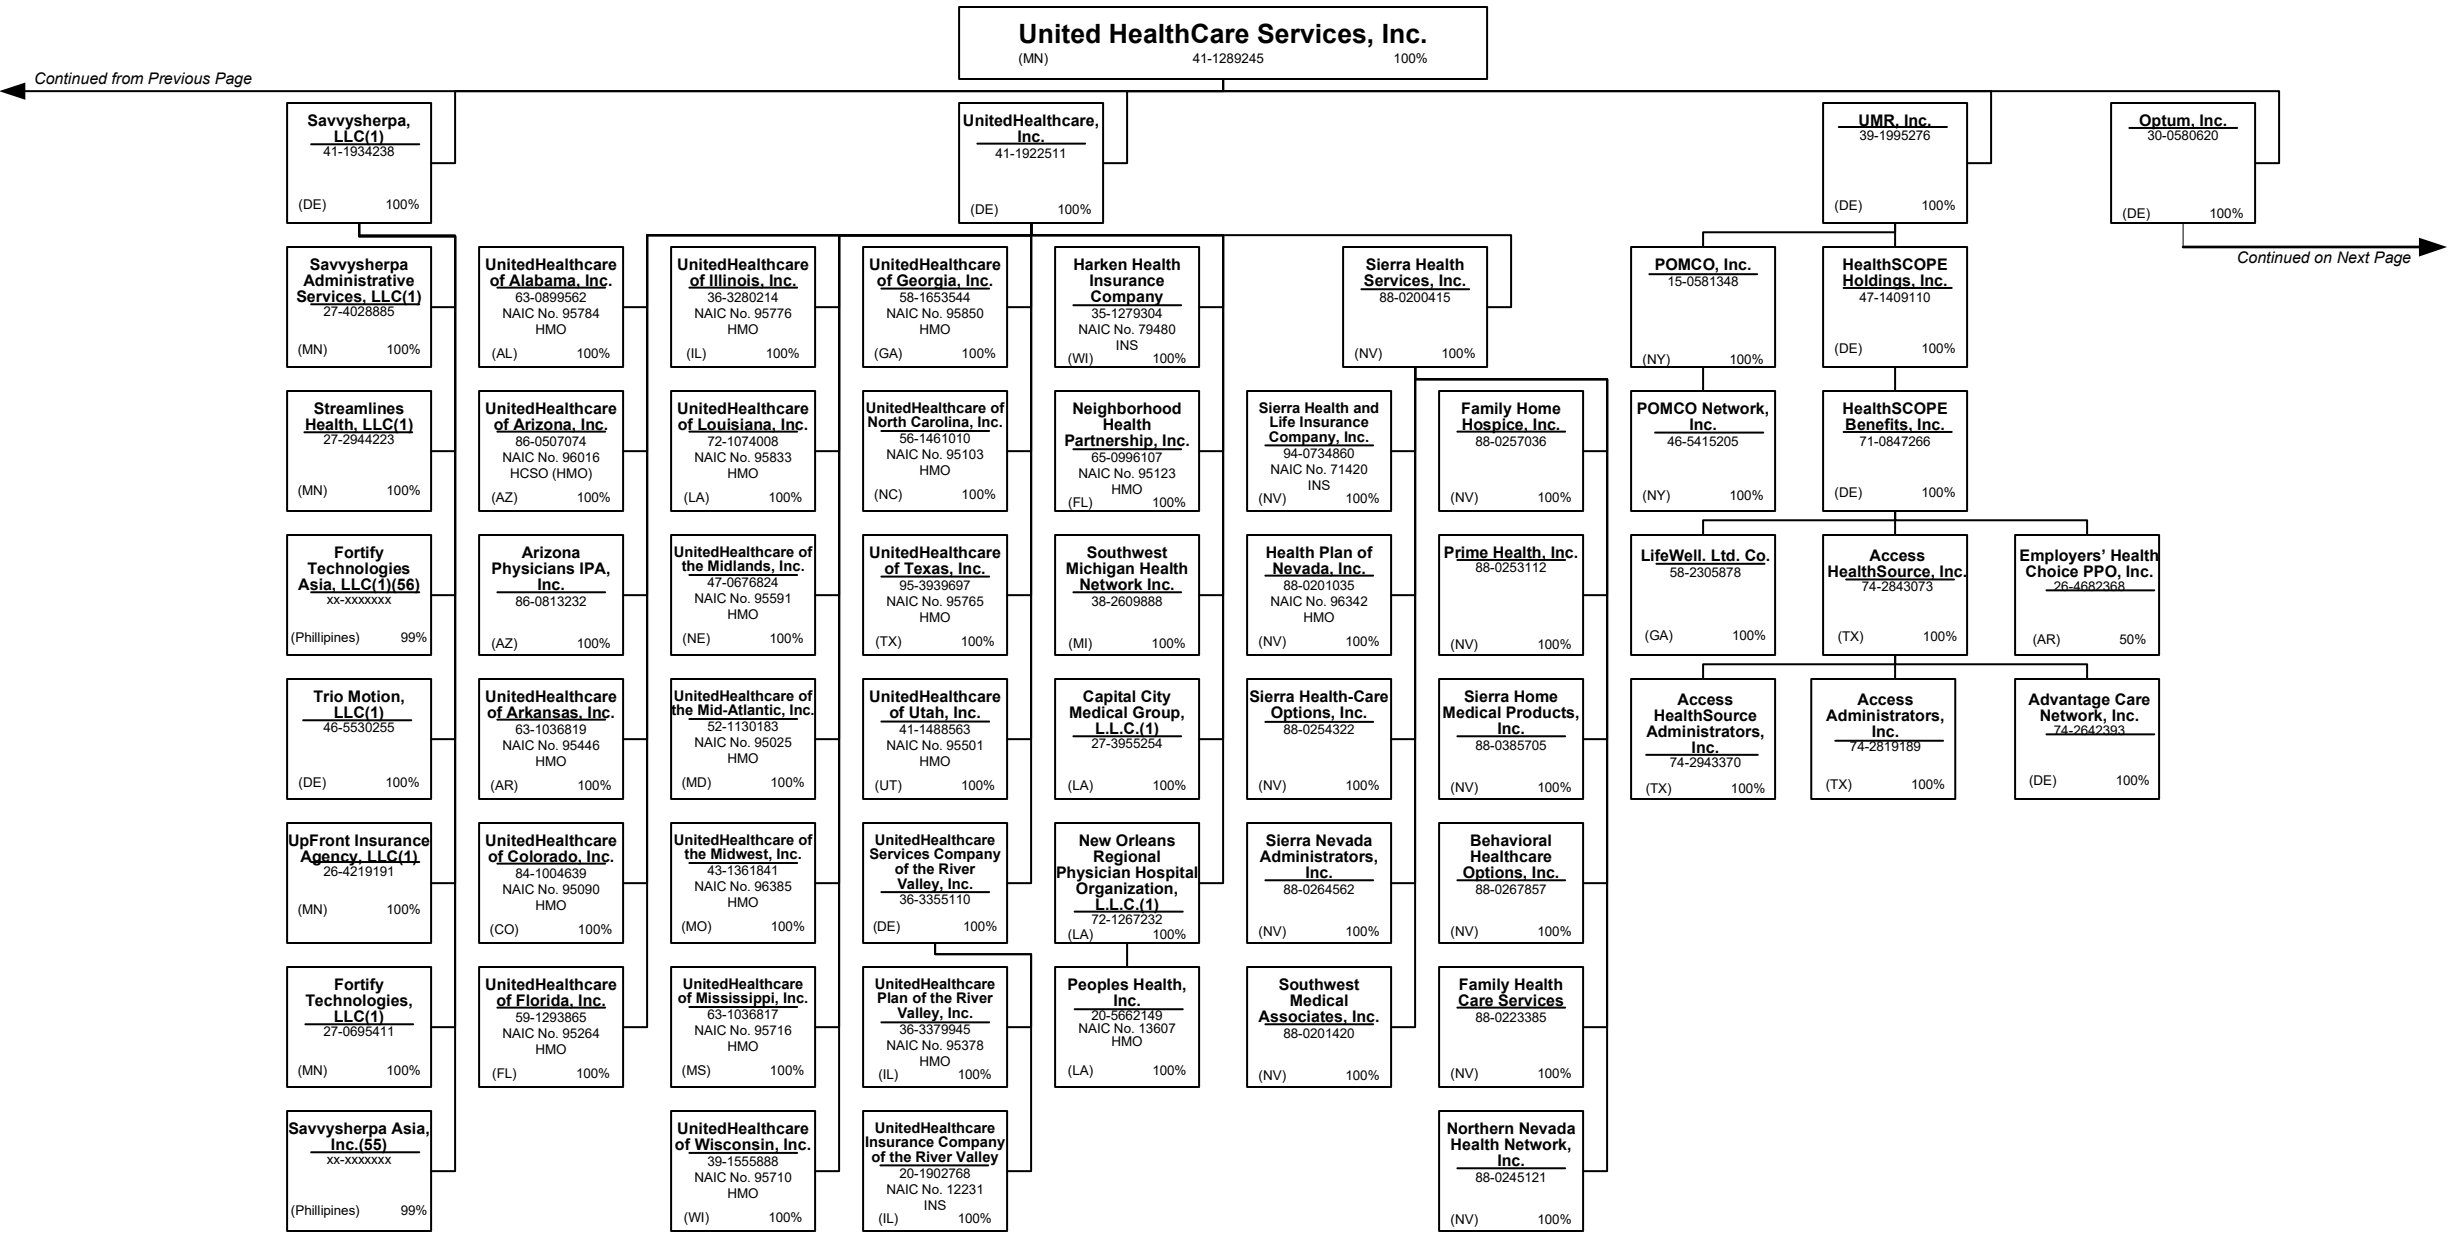 United HealthCare Services, Inc.
(MN) 41-1289245 100%
Continued from Previous Page
Savvysherpa,
LLC(1)
41-1934238
(DE) 100%
UnitedHealthcare,
Inc.
41-1922511
(DE) 100%
UMR, Inc.
39-1995276
(DE) 100%
Optum, Inc.
30-0580620
(DE) 100%
Continued on Next Page
Savvysherpa
Administrative
Services, LLC(1)
27-4028885
(MN) 100%
UnitedHealthcare
of Alabama, Inc.
63-0899562
NAIC No. 95784
HMO
(AL) 100%
UnitedHealthcare
of Illinois, Inc.
36-3280214
NAIC No. 95776
HMO
(IL) 100%
UnitedHealthcare
of Georgia, Inc.
58-1653544
NAIC No. 95850
HMO
(GA) 100%
Harken Health
Insurance
Company
35-1279304
NAIC No. 79480
INS
(WI) 100%
Sierra Health
Services, Inc.
88-0200415
(NV) 100%
POMCO, Inc.
15-0581348
(NY) 100%
HealthSCOPE
Holdings, Inc.
47-1409110
(DE) 100%
Streamlines
Health, LLC(1)
27-2944223
(MN) 100%
UnitedHealthcare
of Arizona, Inc.
86-0507074
NAIC No. 96016
HCSO (HMO)
(AZ) 100%
UnitedHealthcare
of Louisiana, Inc.
72-1074008
NAIC No. 95833
HMO
(LA) 100%
UnitedHealthcare of
North Carolina, Inc.
56-1461010
NAIC No. 95103
HMO
(NC) 100%
Neighborhood
Health
Partnership, Inc.
65-0996107
NAIC No. 95123
HMO
(FL) 100%
Sierra Health and
Life Insurance
Company, Inc.
94-0734860
NAIC No. 71420
INS
(NV) 100%
Family Home
Hospice, Inc.
88-0257036
(NV) 100%
POMCO Network,
Inc.
46-5415205
(NY) 100%
HealthSCOPE
Benefits, Inc.
71-0847266
(DE) 100%
Fortify
Technologies
Asia, LLC(1)(56)
xx-xxxxxxx
(Phillipines) 99%
Arizona
Physicians IPA,
Inc.
86-0813232
(AZ) 100%
UnitedHealthcare of
the Midlands, Inc.
47-0676824
NAIC No. 95591
HMO
(NE) 100%
UnitedHealthcare
of Texas, Inc.
95-3939697
NAIC No. 95765
HMO
(TX) 100%
Southwest
Michigan Health
Network Inc.
38-2609888
(MI) 100%
Health Plan of
Nevada, Inc.
88-0201035
NAIC No. 96342
HMO
(NV) 100%
Prime Health, Inc.
88-0253112
(NV) 100%
LifeWell. Ltd. Co.
58-2305878
(GA) 100%
Access
HealthSource, Inc.
74-2843073
(TX) 100%
Employers’ Health
Choice PPO, Inc.
26-4682368
(AR) 50%
Trio Motion,
LLC(1)
46-5530255
(DE) 100%
UnitedHealthcare
of Arkansas, Inc.
63-1036819
NAIC No. 95446
HMO
(AR) 100%
UnitedHealthcare of
the Mid-Atlantic, Inc.
52-1130183
NAIC No. 95025
HMO
(MD) 100%
UnitedHealthcare
of Utah, Inc.
41-1488563
NAIC No. 95501
HMO
(UT) 100%
Capital City
Medical Group,
L.L.C.(1)
27-3955254
(LA) 100%
Sierra Health-Care
Options, Inc.
88-0254322
(NV) 100%
Sierra Home
Medical Products,
Inc.
88-0385705
(NV) 100%
Access
HealthSource
Administrators,
Inc.
74-2943370
(TX) 100%
Access
Administrators,
Inc.
74-2819189
(TX) 100%
Advantage Care
Network, Inc.
74-2642393
(DE) 100%
UpFront Insurance
Agency, LLC(1)
26-4219191
(MN) 100%
UnitedHealthcare
of Colorado, Inc.
84-1004639
NAIC No. 95090
HMO
(CO) 100%
UnitedHealthcare of
the Midwest, Inc.
43-1361841
NAIC No. 96385
HMO
(MO) 100%
UnitedHealthcare
Services Company
of the River
Valley, Inc.
36-3355110
(DE) 100%
New Orleans
Regional
Physician Hospital
Organization,
L.L.C.(1)
72-1267232
(LA) 100%
Sierra Nevada
Administrators,
Inc.
88-0264562
(NV) 100%
Behavioral
Healthcare
Options, Inc.
88-0267857
(NV) 100%
Fortify
Technologies,
LLC(1)
27-0695411
(MN) 100%
UnitedHealthcare
of Florida, Inc.
59-1293865
NAIC No. 95264
HMO
(FL) 100%
UnitedHealthcare
of Mississippi, Inc.
63-1036817
NAIC No. 95716
HMO
(MS) 100%
UnitedHealthcare
Plan of the River
Valley, Inc.
36-3379945
NAIC No. 95378
HMO
(IL) 100%
Peoples Health,
Inc.
20-5662149
NAIC No. 13607
HMO
(LA) 100%
Southwest
Medical
Associates, Inc.
88-0201420
(NV) 100%
Family Health
Care Services
88-0223385
(NV) 100%
Savvysherpa Asia,
Inc.(55)
xx-xxxxxxx
(Phillipines) 99%
UnitedHealthcare
of Wisconsin, Inc.
39-1555888
NAIC No. 95710
HMO
(WI) 100%
UnitedHealthcare
Insurance Company
of the River Valley
20-1902768
NAIC No. 12231
INS
(IL) 100%
Northern Nevada
Health Network,
Inc.
88-0245121
(NV) 100%